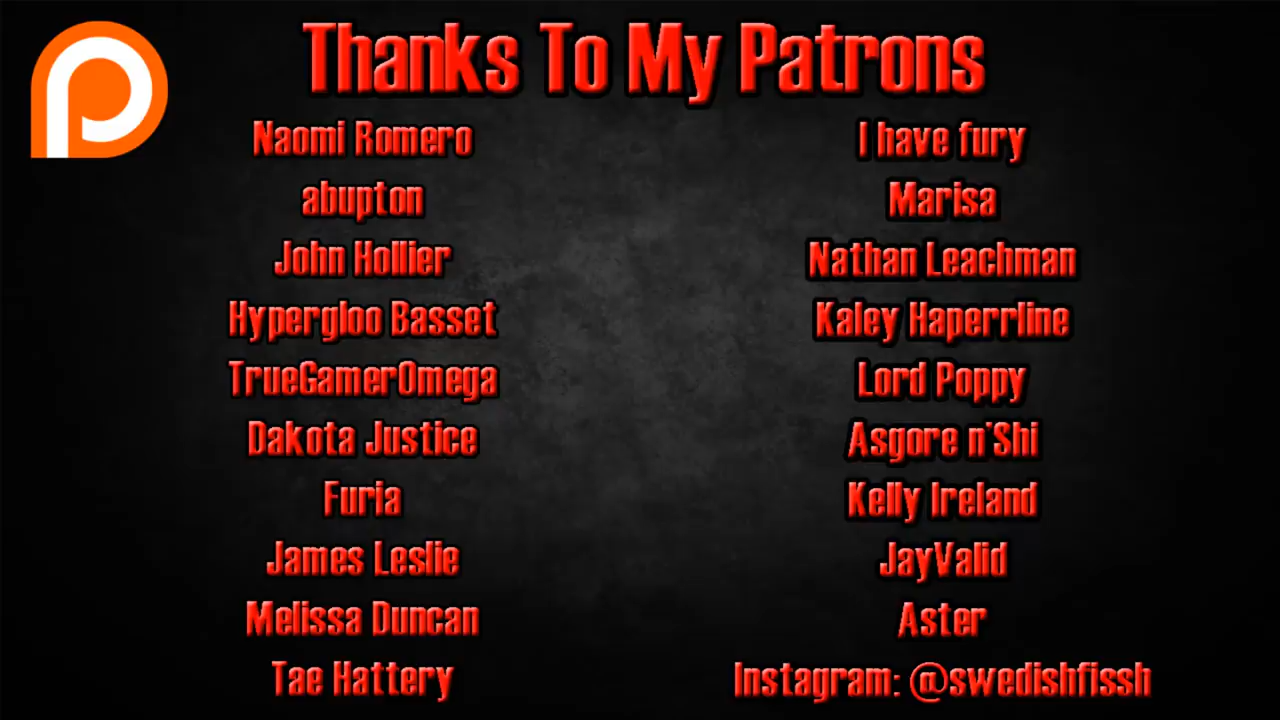 Thanks To My Patrons
Naomi Romero
abupton
John Hollier
Hypergloo Basset
TrueGamerOmega
Dakota Justice
Furia
James Leslie
Melissa Duncan
Tae Hattery
I have fury
Marisa
Nathan Leachman
Kaley Haperrline
Lord Poppy
Asgore n'Shi
Kelly Ireland
JayValid
Aster
Instagram: @swedishfissh